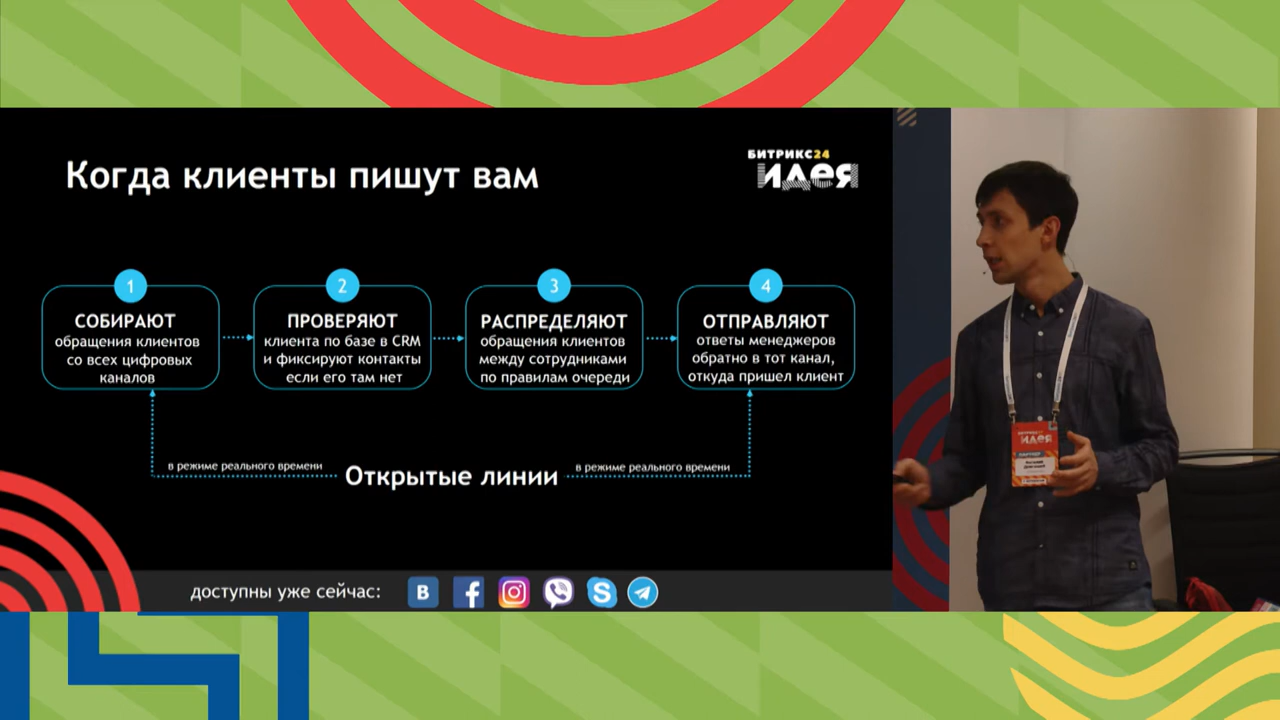 Когда клиенты пишут вам
БИТРИКС24
идея
1
СОБИРАЮТ
обращения клиентов
со всех цифровых
каналов
2
ПРОВЕРЯЮТ
клиента по базе в CRM
и фиксируют контакты
если его там нет
3
РАСПРЕДЕЛЯЮТ
обращения клиентов
между сотрудниками
по правилам очереди
4
ОТПРАВЛЯЮТ
ответы менеджеров
обратно в тот канал,
откуда пришел клиент
в режиме реального времени
Открытые линии
в режиме реального времени
доступны уже сейчас:
БИТРИКС24
идея